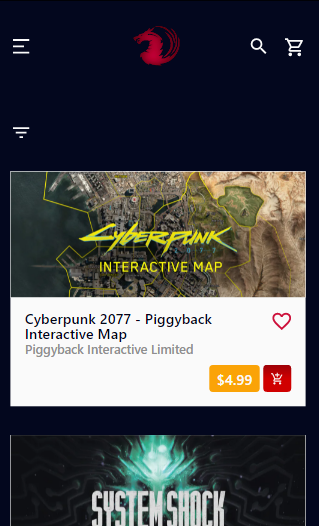 Cyberpunk
INTERACTIVE MAP
Cyberpunk 2077 - Piggyback
Interactive Map
Piggyback Interactive Limited
$4.99
SYSTEM SHOCK